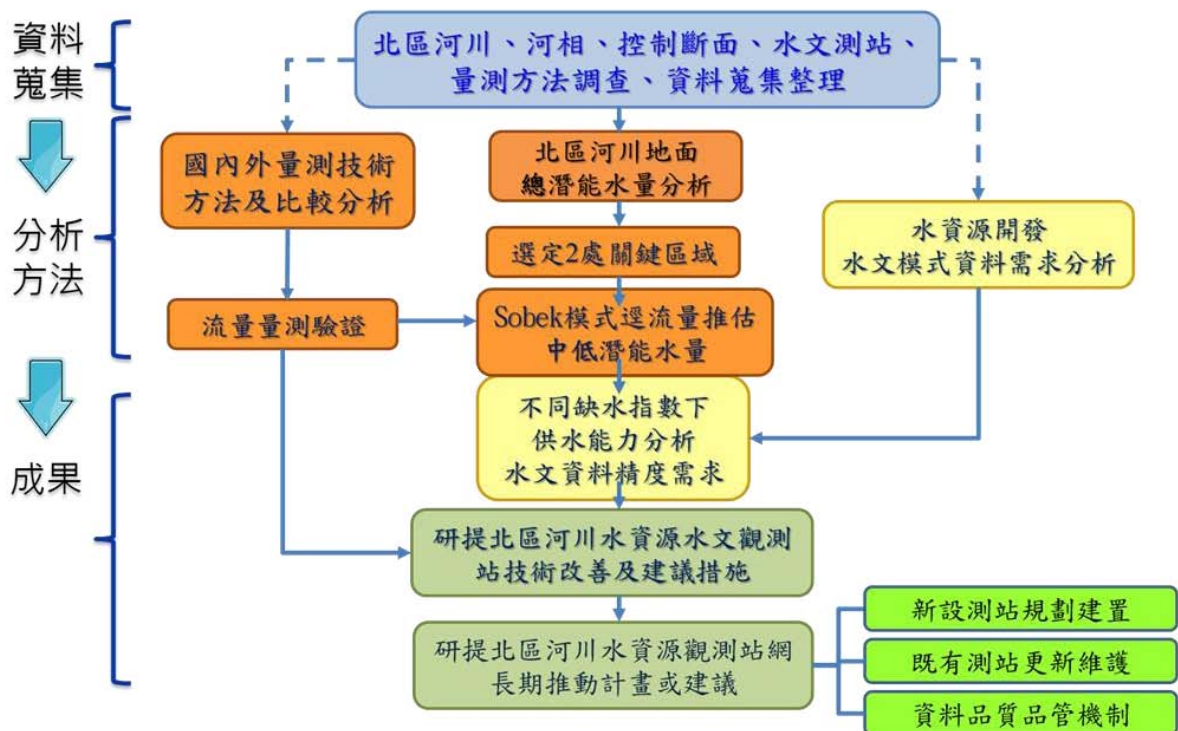 資料
蒐集
分析
方法
成果
北區河川、河相、控制斷面、水文測站、
量測方法調查、資料蒐集整理
國內外量測技術
方法及比較分析
北區河川地面
總潛能水量分析
水資源開發
水文模式資料需求分析
選定2處關鍵區域
流量量測驗證
Sobek模式逕流量推估
中低潛能水量
不同缺水指數下
供水能力分析
水文資料精度需求
研提北區河川水資源水文觀測
站技術改善及建議措施
研提北區河川水資源觀測站網
長期推動計畫或建議
新設測站規劃建置
既有測站更新維護
資料品質品管機制